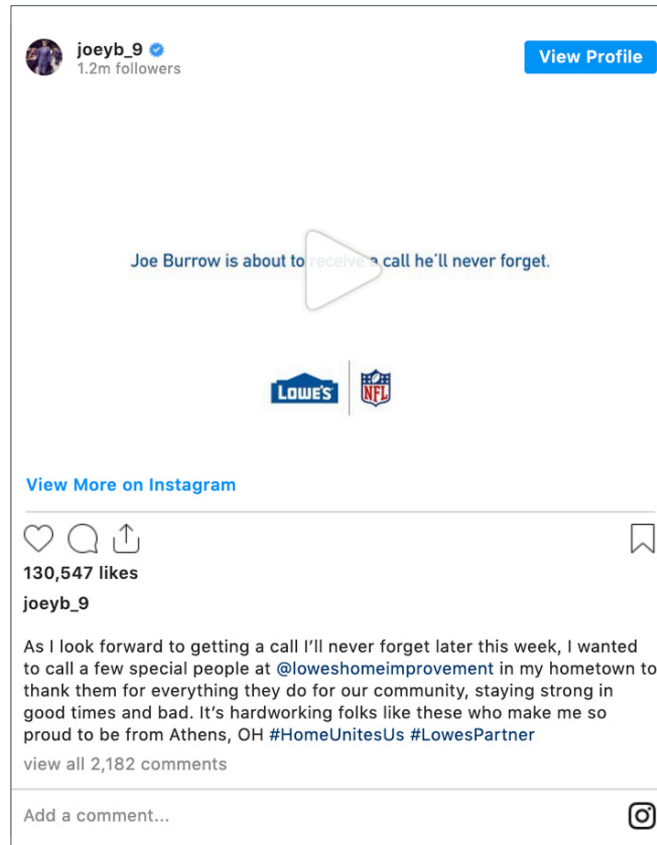 joeyb_9
1.2m followers
View Profile
Joe Burrow is about to receive a call he'll never forget.
LOWE'S
NFL
View More on Instagram
130,547 likes
joeyb_9
As I look forward to getting a call I'll never forget later this week, I wanted
to call a few special people at @loweshomeimprovement in my hometown to
thank them for everything they do for our community, staying strong in
good times and bad. It's hardworking folks like these who make me so
proud to be from Athens, OH #HomeUnitesUs #LowesPartner
view all 2,182 comments
Add a comment...